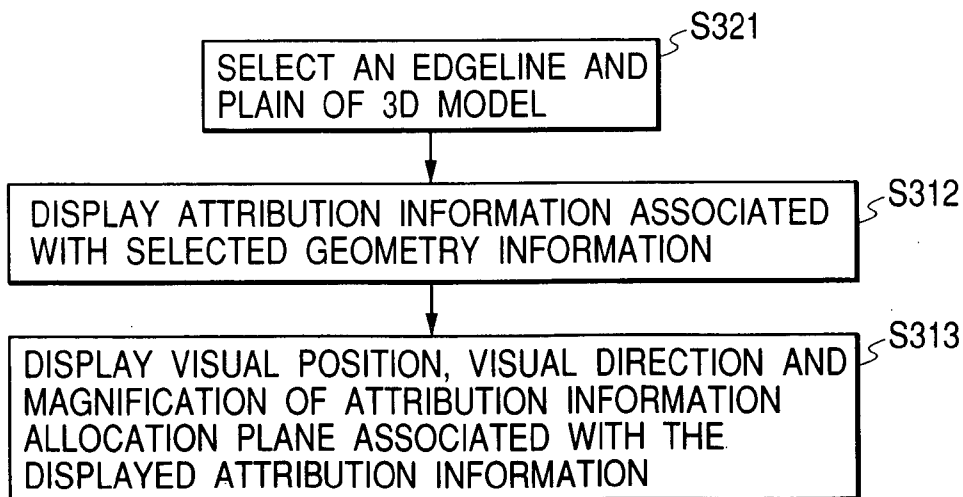 S321
SELECT AN EDGELINE AND
PLAIN OF 3D MODEL
S312
DISPLAY ATTRIBUTION INFORMATION ASSOCIATED
WITH SELECTED GEOMETRY INFORMATION
S313
DISPLAY VISUAL POSITION, VISUAL DIRECTION AND
MAGNIFICATION OF ATTRIBUTION INFORMATION
ALLOCATION PLANE ASSOCIATED WITH THE
DISPLAYED ATTRIBUTION INFORMATION